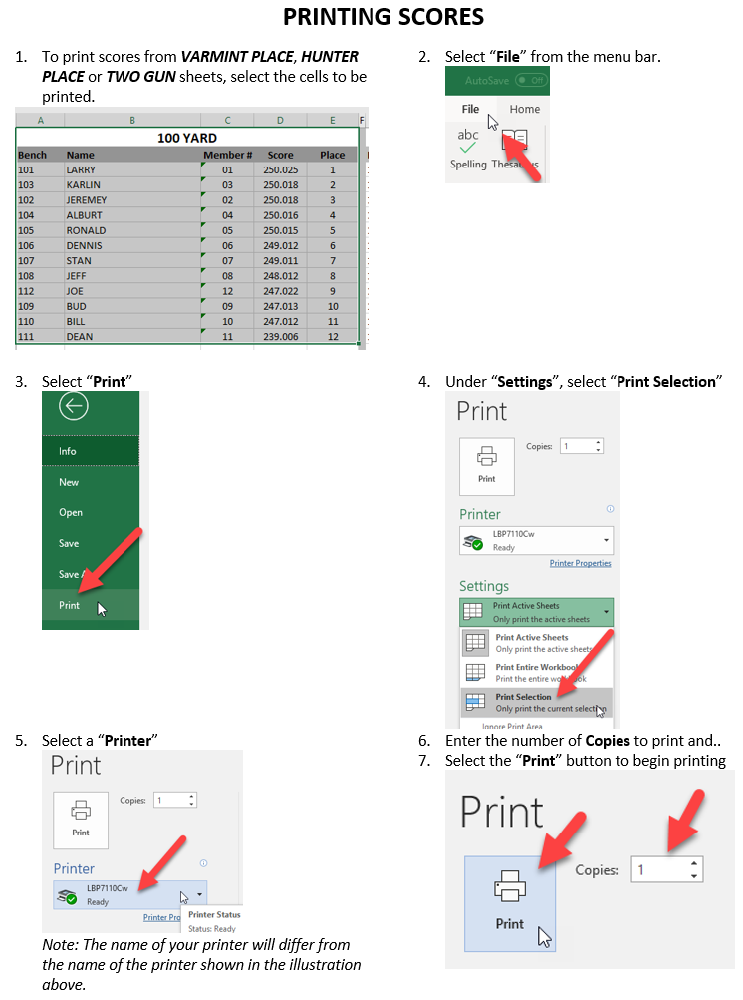 PRINTING SCORES
1. To print scores from VARMINT PLACE, HUNTER
PLACE or TWO GUN sheets, select the cells to be
printed.
A B C D E F
100 YARD
Bench Name Member # Score Place
101 LARRY 01 250.025 1
103 KARLIN 03 250.018 2
102 JEREMEY 02 250.018 3
104 ALBURT 04 250.016 4
105 RONALD 05 250.015 5
106 DENNIS 06 249.012 6
107 STAN 07 249.011 7
108 JEFF 08 248.012 8
112 JOE 12 247.022 9
109 BUD 09 247.013 10
110 BILL 10 247.012 11
111 DEAN 11 239.006 12
2. Select “File” from the menu bar.
AutoSave Off
File Home
abc
Spelling
3. Select “Print”
Info
New
Open
Save
Save
Print
4. Under “Settings”, select “Print Selection”
Print
Copies: 1
Print
Printer
LBP7110Cw
Ready
Printer Properties
Settings
Print Active Sheets
Only print the active sheets
Print Active Sheets
Only print the active sheets
Print Entire Workbook
Print the entire workbook
Print Selection
Only print the current selection
Ignore Print Area
5. Select a “Printer”
Print
Copies: 1
Print
Printer
LBP7110Cw
Ready
Printer Pro
Printer Status
Status: Ready
Note: The name of your printer will differ from
the name of the printer shown in the illustration
above.
6. Enter the number of Copies to print and..
7. Select the “Print” button to begin printing
Print
Copies: 1
Print